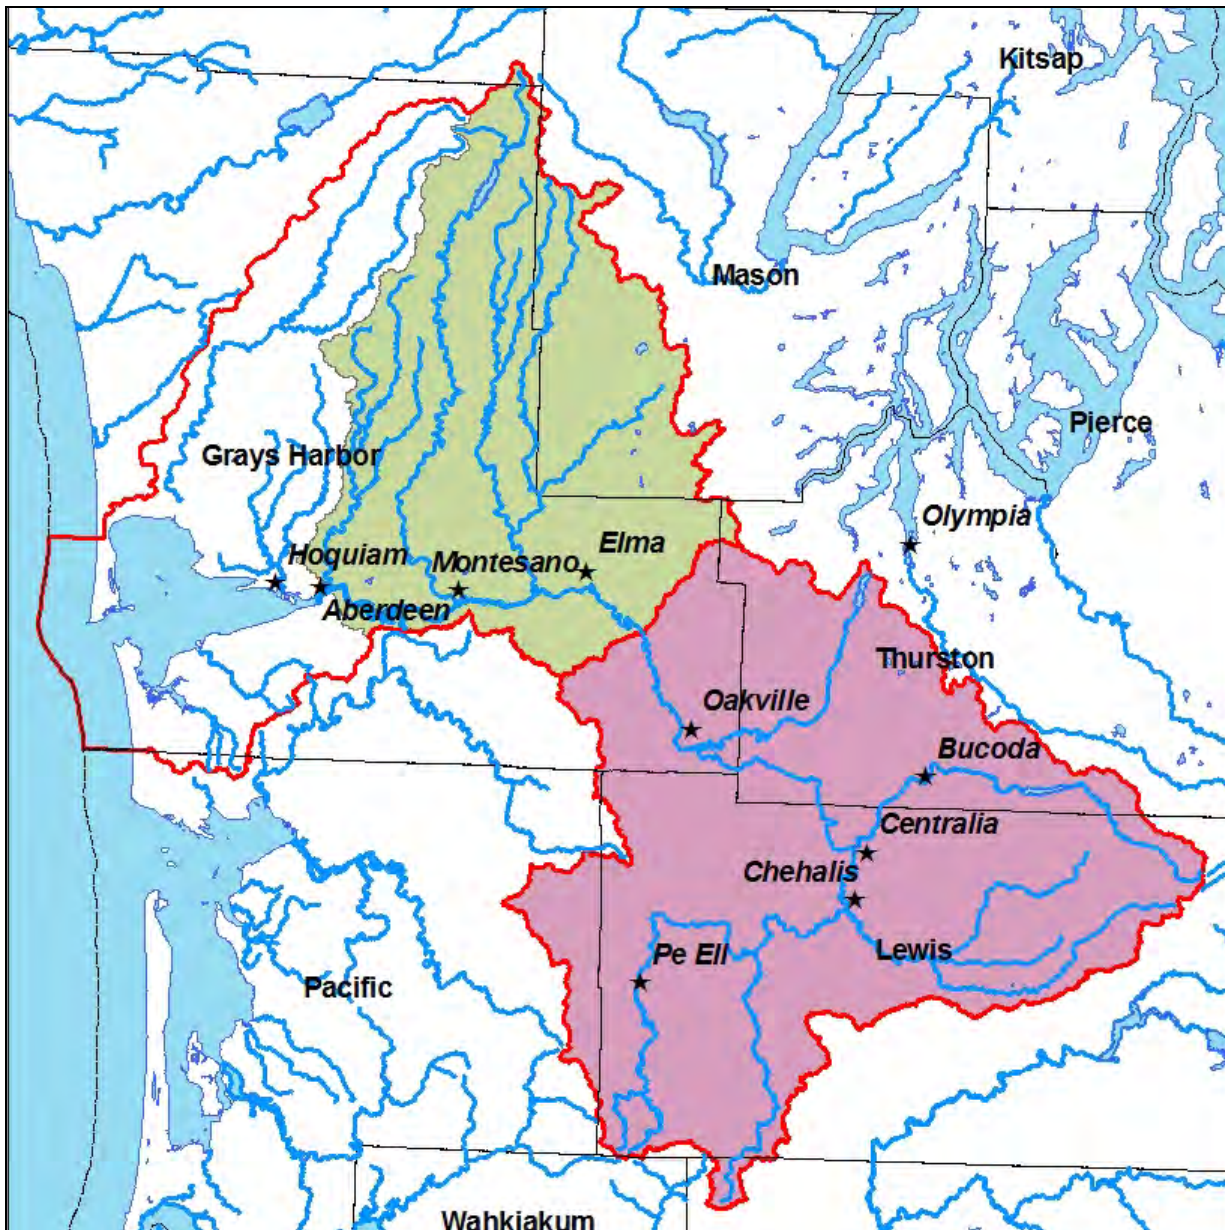 Kitsap
Mason
Pierce
Grays Harbor
Olympia
Elma
Hoquiam
Montesano
Aberdeen
Thurston
Oakville
Bucoda
Centralia
Chehalis
Lewis
Pe Ell
Pacific
Wahkiakum